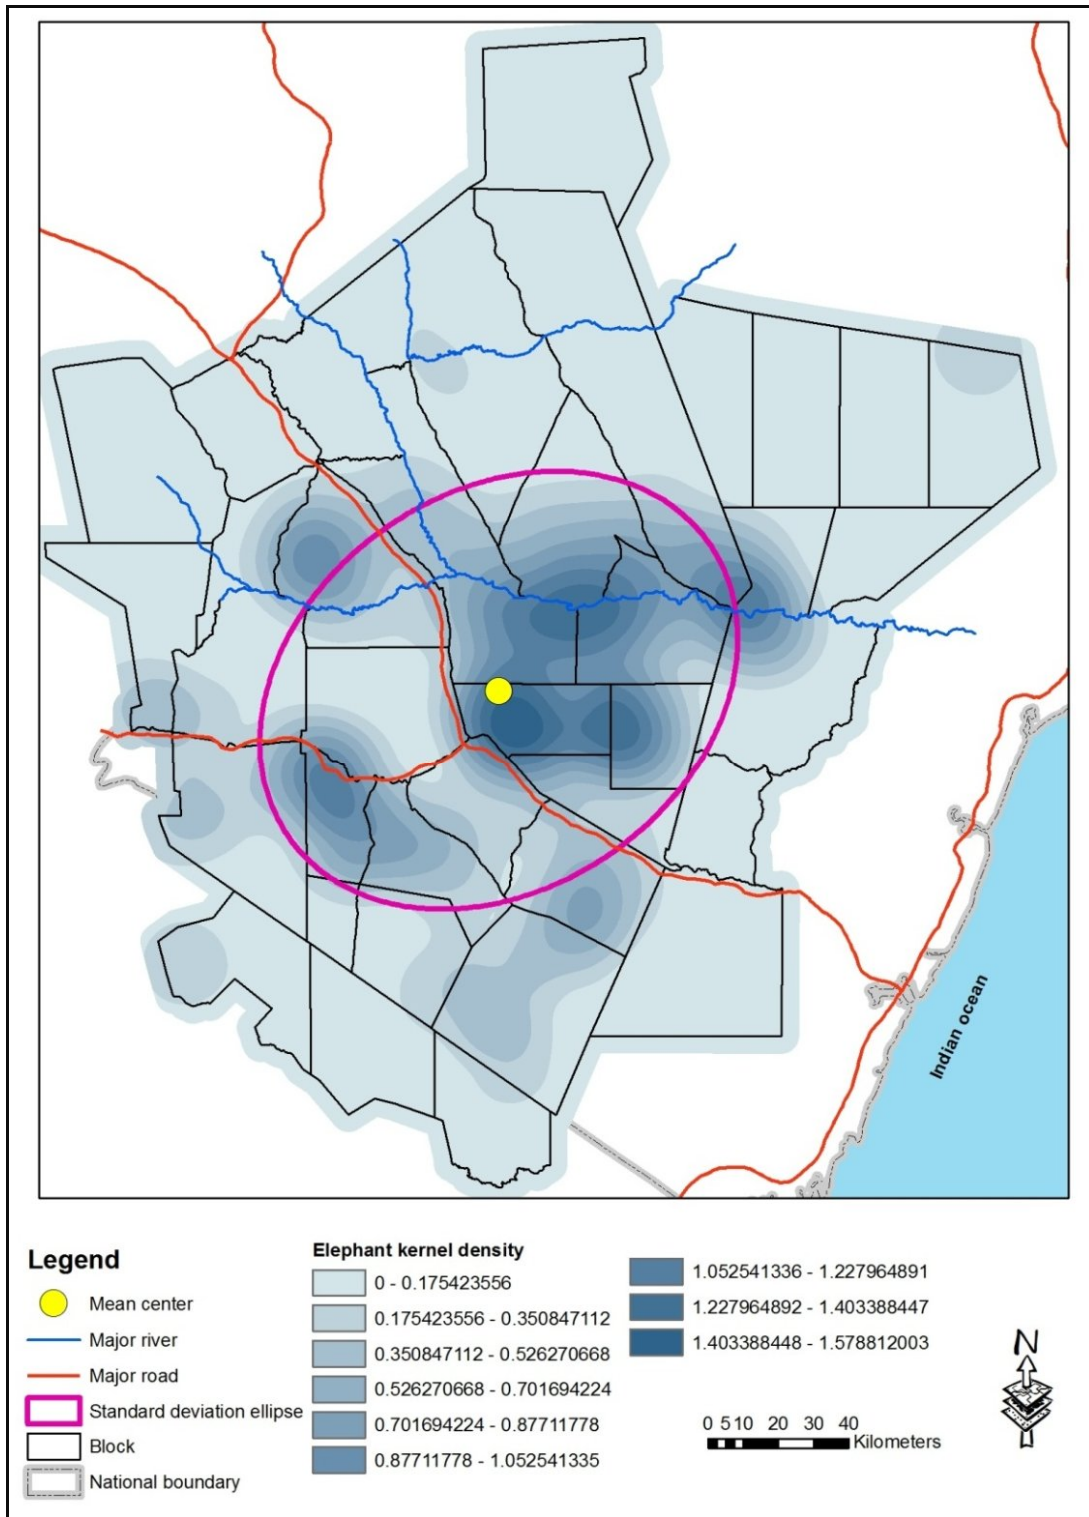 Indian ocean
Legend
Mean center
Major river
Major road
Standard deviation ellipse
Block
National boundary
Elephant kernel density
0 - 0.175423556
0.175423556 - 0.350847112
0.350847112 - 0.526270668
0.526270668 - 0.701694224
0.701694224 - 0.87711778
0.87711778 - 1.052541335
1.052541336 - 1.227964891
1.227964892 - 1.403388447
1.403388448 - 1.578812003
N
0 5 10 20 30 40
Kilometers